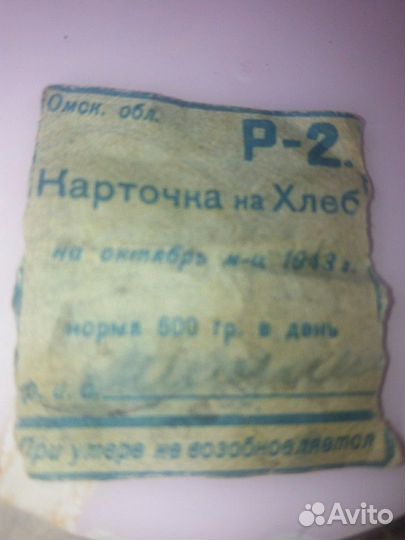 Омск. обл.
Р-2.
Карточка на Хлеб
на октябрь м-ц 1943 г.
норма 600 гр. в день
Ф. И. О.
При утере не возобновляется
Avito